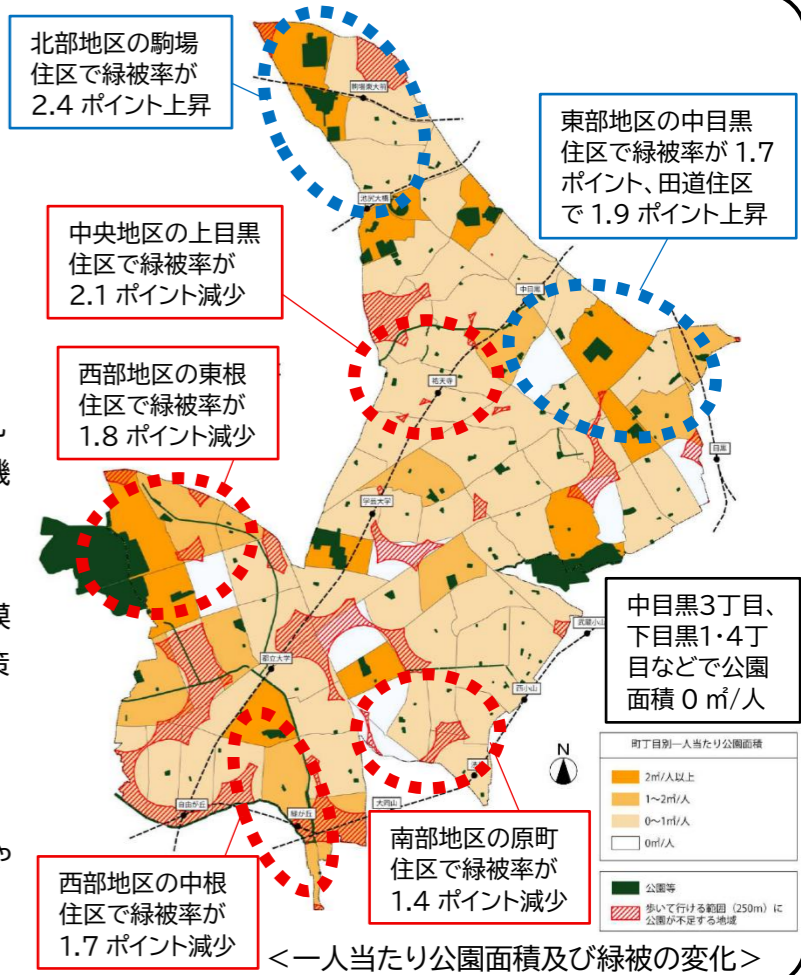 北部地区の駒場
住区で緑被率が
2.4 ポイント上昇
東部地区の中目黒
住区で緑被率が 1.7
ポイント、田道住区
で 1.9 ポイント上昇
中央地区の上目黒
住区で緑被率が
2.1 ポイント減少
西部地区の東根
住区で緑被率が
1.8 ポイント減少
機
策
駒場東大前
池尻大橋
中目黒
祐天寺
目黒
学芸大学
武蔵小山
都立大学
西小山
洗足
大岡山
自由が丘
緑が丘
中目黒3丁目、
下目黒1・4丁
目などで公園
面積 0 ㎡/人
N
町丁目別一人当たり公園面積
2㎡/人以上
1～2㎡/人
0～1㎡/人
0㎡/人
公園等
歩いて行ける範囲（250m）に
公園が不足する地域
南部地区の原町
住区で緑被率が
1.4 ポイント減少
西部地区の中根
住区で緑被率が
1.7 ポイント減少
＜一人当たり公園面積及び緑被の変化＞